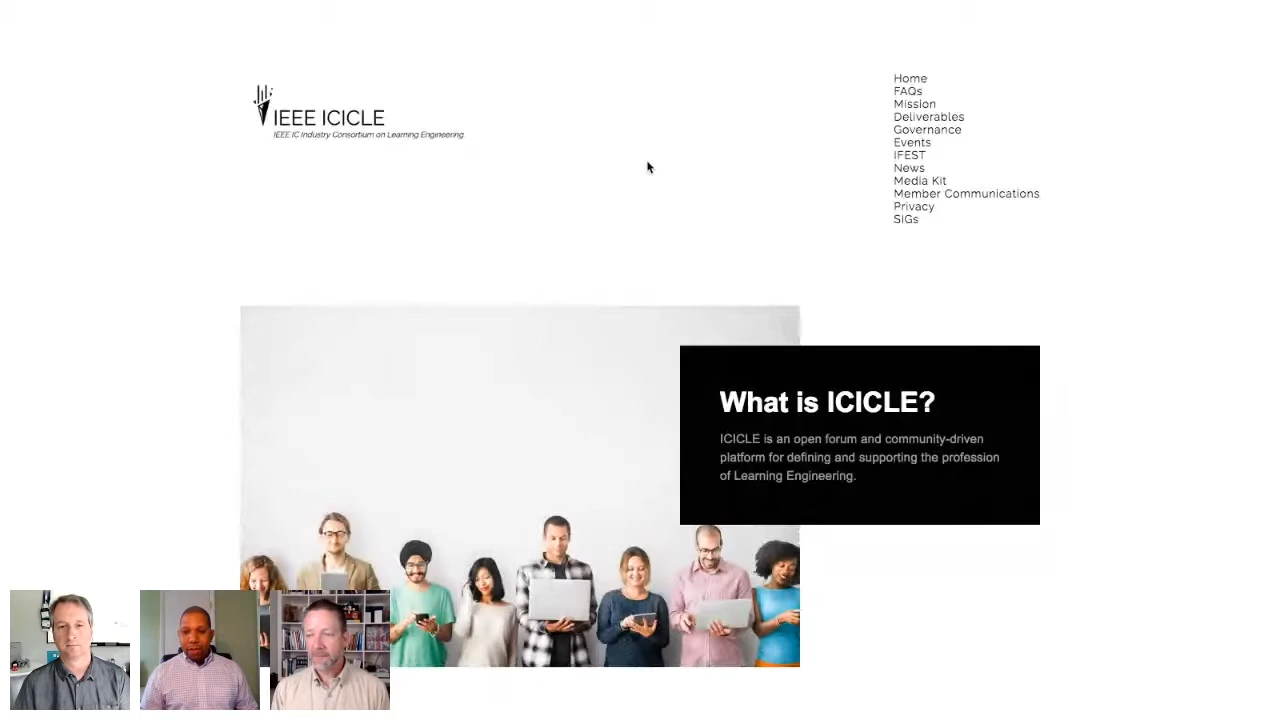 IEEE ICICLE
IEEE IC Industry Consortium on Learning Engineering
Home
FAQs
Mission
Deliverables
Governance
Events
IFEST
News
Media Kit
Member Communications
Privacy
SIGs
What is ICICLE?
ICICLE is an open forum and community-driven
platform for defining and supporting the profession
of Learning Engineering.